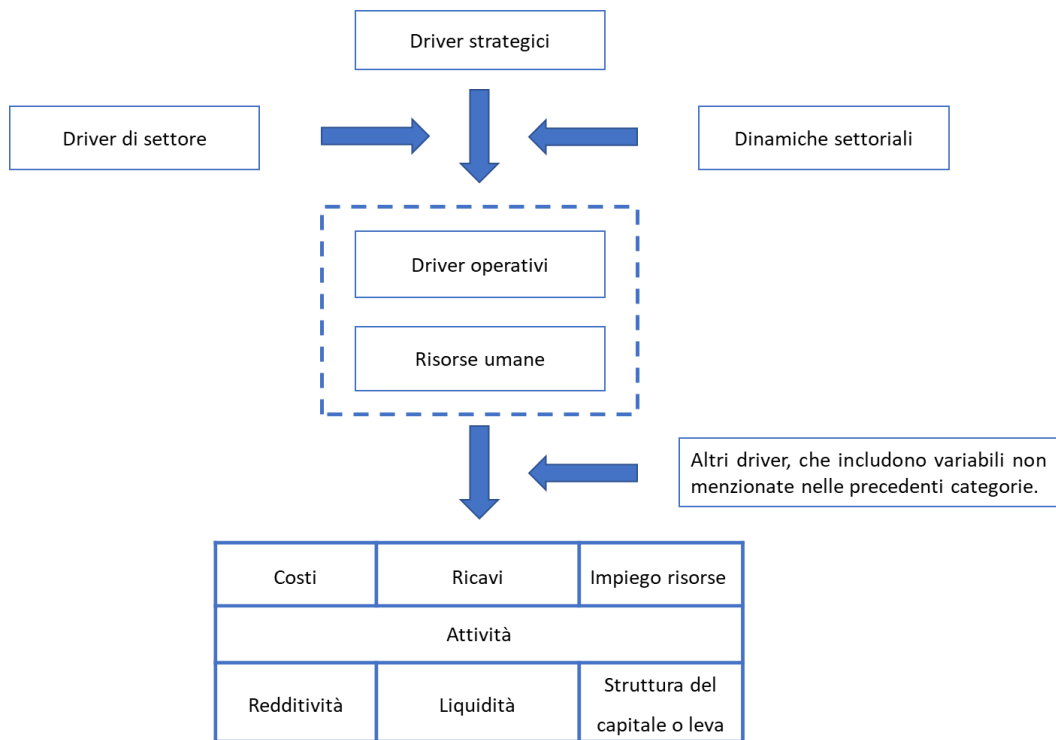 Driver strategici
Driver di settore
Dinamiche settoriali
Driver operativi
Risorse umane
Altri driver, che includono variabili non
menzionate nelle precedenti categorie.
Costi
Ricavi
Impiego risorse
Attività
Redditività
Liquidità
Struttura del
capitale o leva